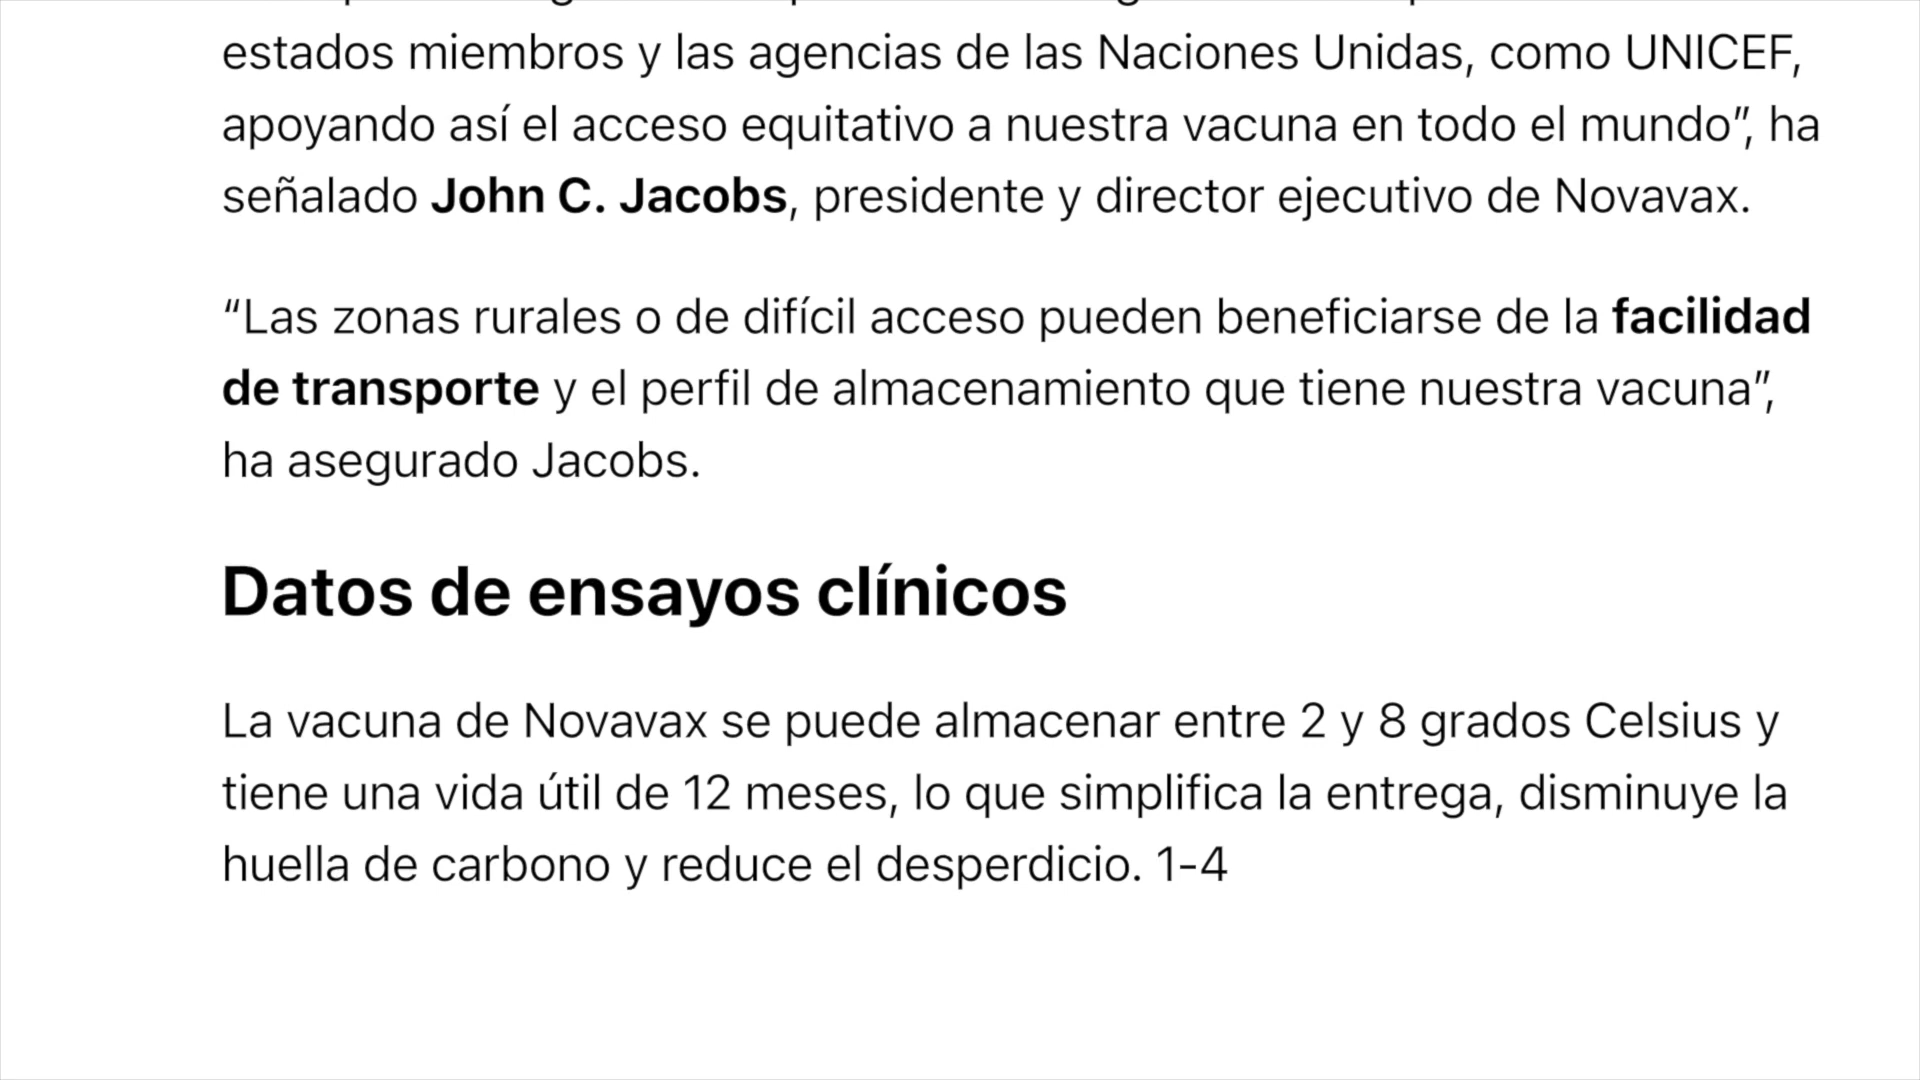 estados miembros y las agencias de las Naciones Unidas, como UNICEF,
apoyando así el acceso equitativo a nuestra vacuna en todo el mundo”, ha
señalado John C. Jacobs, presidente y director ejecutivo de Novavax.
“Las zonas rurales o de difícil acceso pueden beneficiarse de la facilidad
de transporte y el perfil de almacenamiento que tiene nuestra vacuna”,
ha asegurado Jacobs.
Datos de ensayos clínicos
La vacuna de Novavax se puede almacenar entre 2 y 8 grados Celsius y
tiene una vida útil de 12 meses, lo que simplifica la entrega, disminuye la
huella de carbono y reduce el desperdicio. 1-4